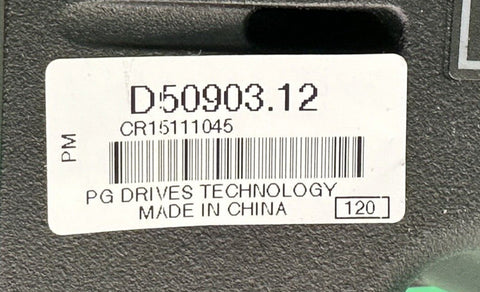 D50903.12
CR15111045
PM
PG DRIVES TECHNOLOGY
MADE IN CHINA
120